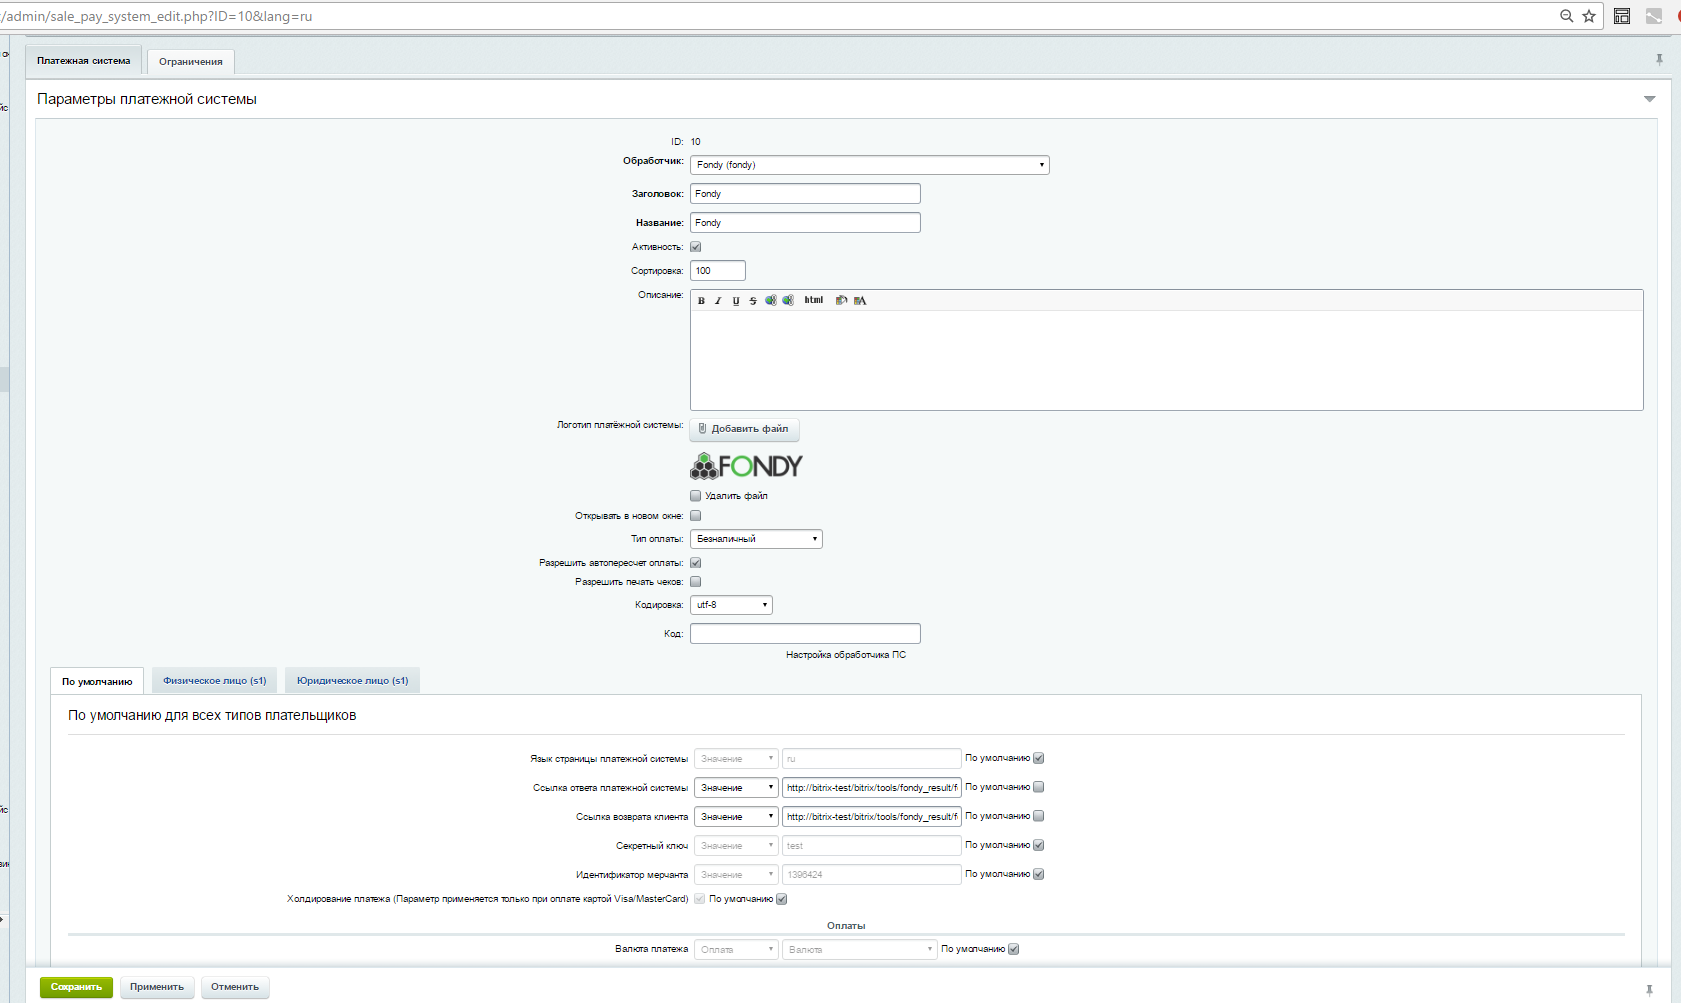 /admin/sale_pay_system_edit.php?ID=10&lang=ru
Платежная система
Ограничения
Параметры платежной системы
ID: 10
Обработчик: Fondy (fondy)
Заголовок: Fondy
Название: Fondy
Активность:
Сортировка: 100
Описание: B I U S html A
Логотип платёжной системы: Добавить файл
FONDY
Удалить файл
Открывать в новом окне:
Тип оплаты: Безналичный
Разрешить автопересчет оплаты:
Разрешить печать чеков:
Кодировка: utf-8
Код:
Настройка обработчика ПС
По умолчанию
Физическое лицо (s1)
Юридическое лицо (s1)
По умолчанию для всех типов плательщиков
Язык страницы платежной системы Значение ru По умолчанию
Ссылка ответа платежной системы Значение http://bitrix-test/bitrix/tools/fondy_result/f По умолчанию
Ссылка возврата клиента Значение http://bitrix-test/bitrix/tools/fondy_result/f По умолчанию
Секретный ключ Значение test По умолчанию
Идентификатор мерчанта Значение 1396424 По умолчанию
Холдирование платежа (Параметр применяется только при оплате картой Visa/MasterCard) По умолчанию
Оплаты
Валюта платежа Оплата Валюта По умолчанию
Сохранить
Применить
Отменить